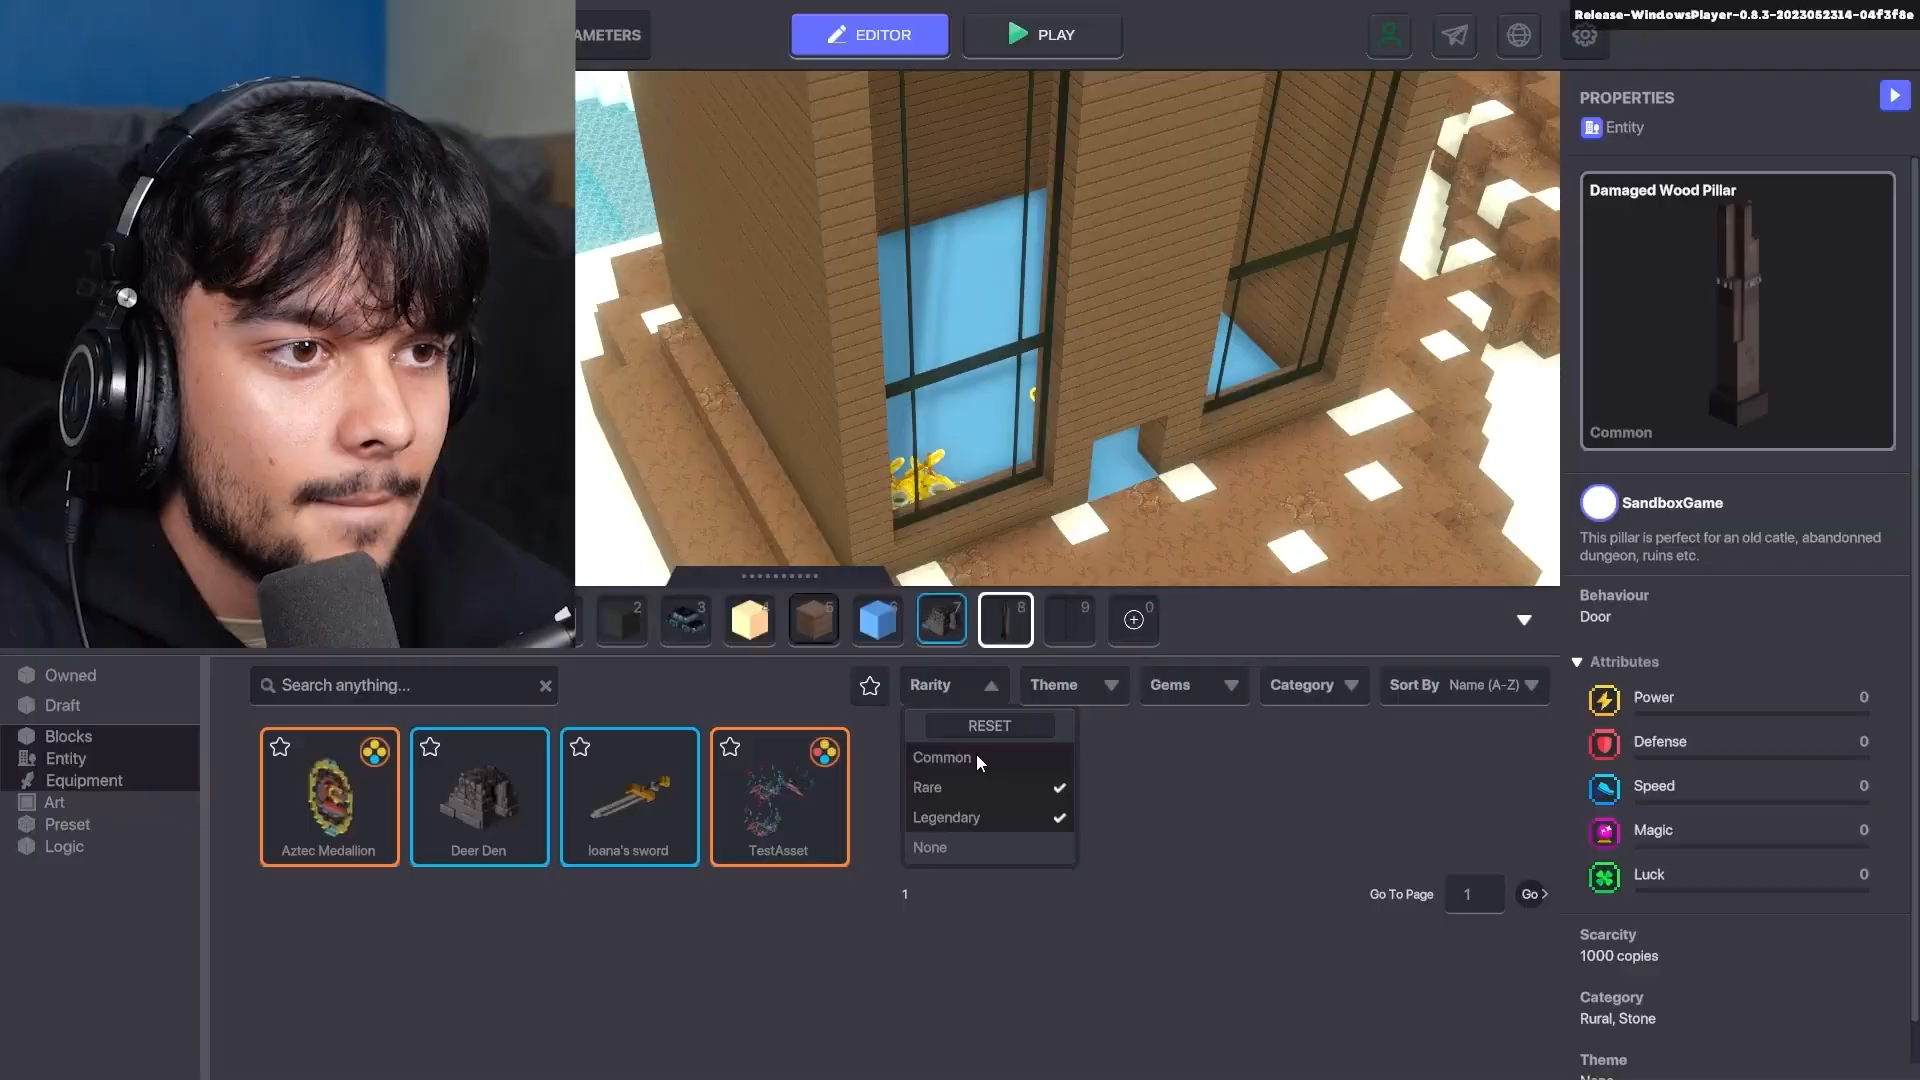 AMETERS
EDITOR
PLAY
Release-WindowsPlayer-0.8.3-2023052314-04f3f8e
PROPERTIES
Entity
Damaged Wood Pillar
Common
SandboxGame
This pillar is perfect for an old catle, abandonned
dungeon, ruins etc.
Behaviour
Door
Attributes
Power 0
Defense 0
Speed 0
Magic 0
Luck 0
Scarcity
1000 copies
Category
Rural, Stone
Theme
2 3 4 5 6 7 8 9 0
Owned
Draft
Blocks
Entity
Equipment
Art
Preset
Logic
Search anything...
Rarity
Theme
Gems
Category
Sort By Name (A-Z)
RESET
Common
Rare
Legendary
None
Aztec Medallion
Deer Den
Ioana's sword
TestAsset
1
Go To Page 1 Go